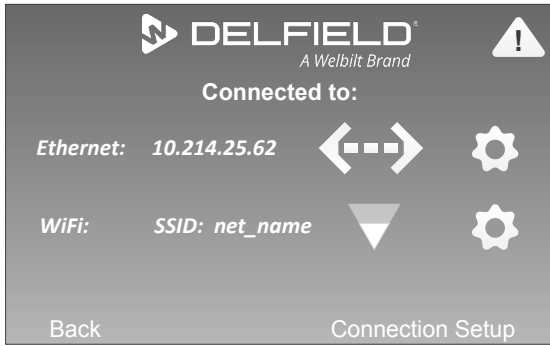 DELFIELD®
A Welbilt Brand
!
Connected to:
Ethernet: 10.214.25.62
WiFi: SSID: net_name
Back Connection Setup